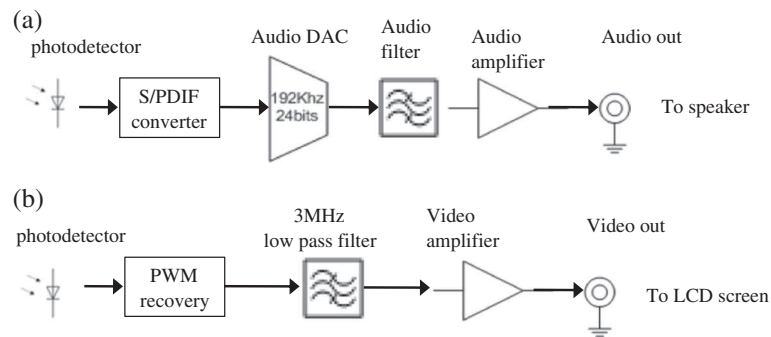 (a)
photodetector
S/PDIF
converter
Audio DAC
192Khz
24bits
Audio
filter
Audio
amplifier
Audio out
To speaker
(b)
photodetector
PWM
recovery
3MHz
low pass filter
Video
amplifier
Video out
To LCD screen